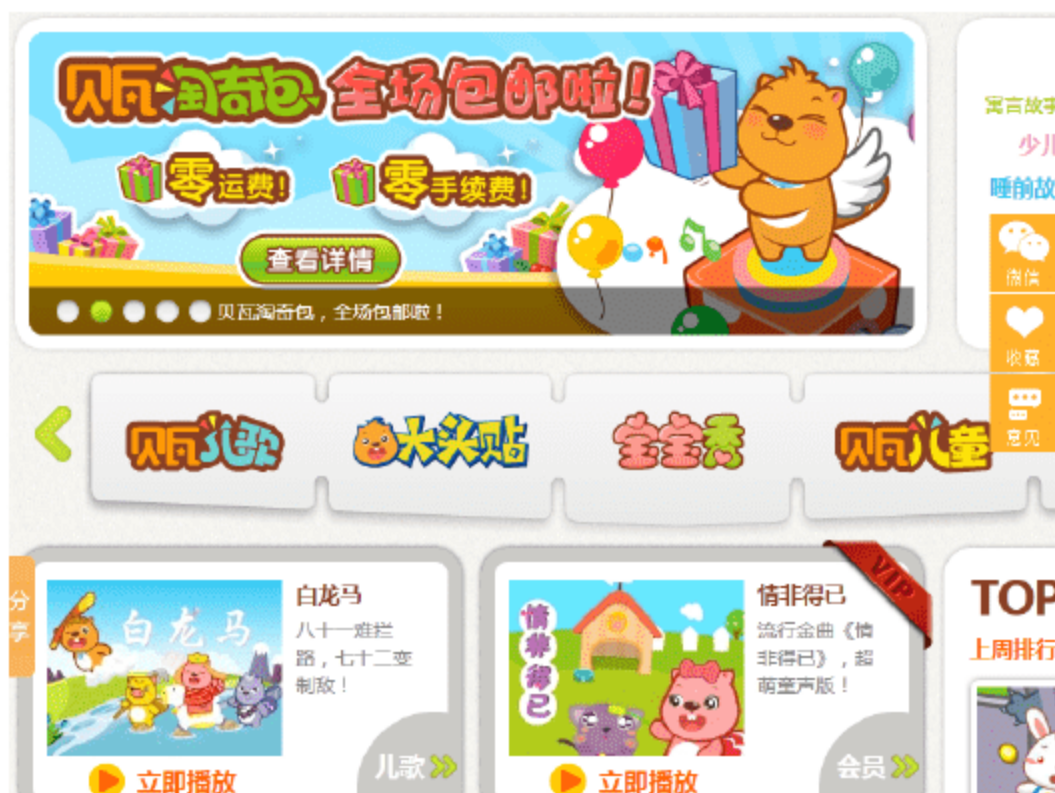 贝瓦淘奇包 全场包邮啦！
零运费！ 零手续费！
查看详情
贝瓦淘奇包，全场包邮啦！
寓言故事
少儿
睡前故
微信
收藏
意见
贝瓦儿歌
大头贴
宝宝秀
贝瓦儿童
分享
白龙马
白龙马
八十一难拦
路，七十二变
制敌！
儿歌
立即播放
VIP
情非得已
情非得已
流行金曲《情
非得已》，超
萌童声版！
会员
立即播放
TOP
上周排行